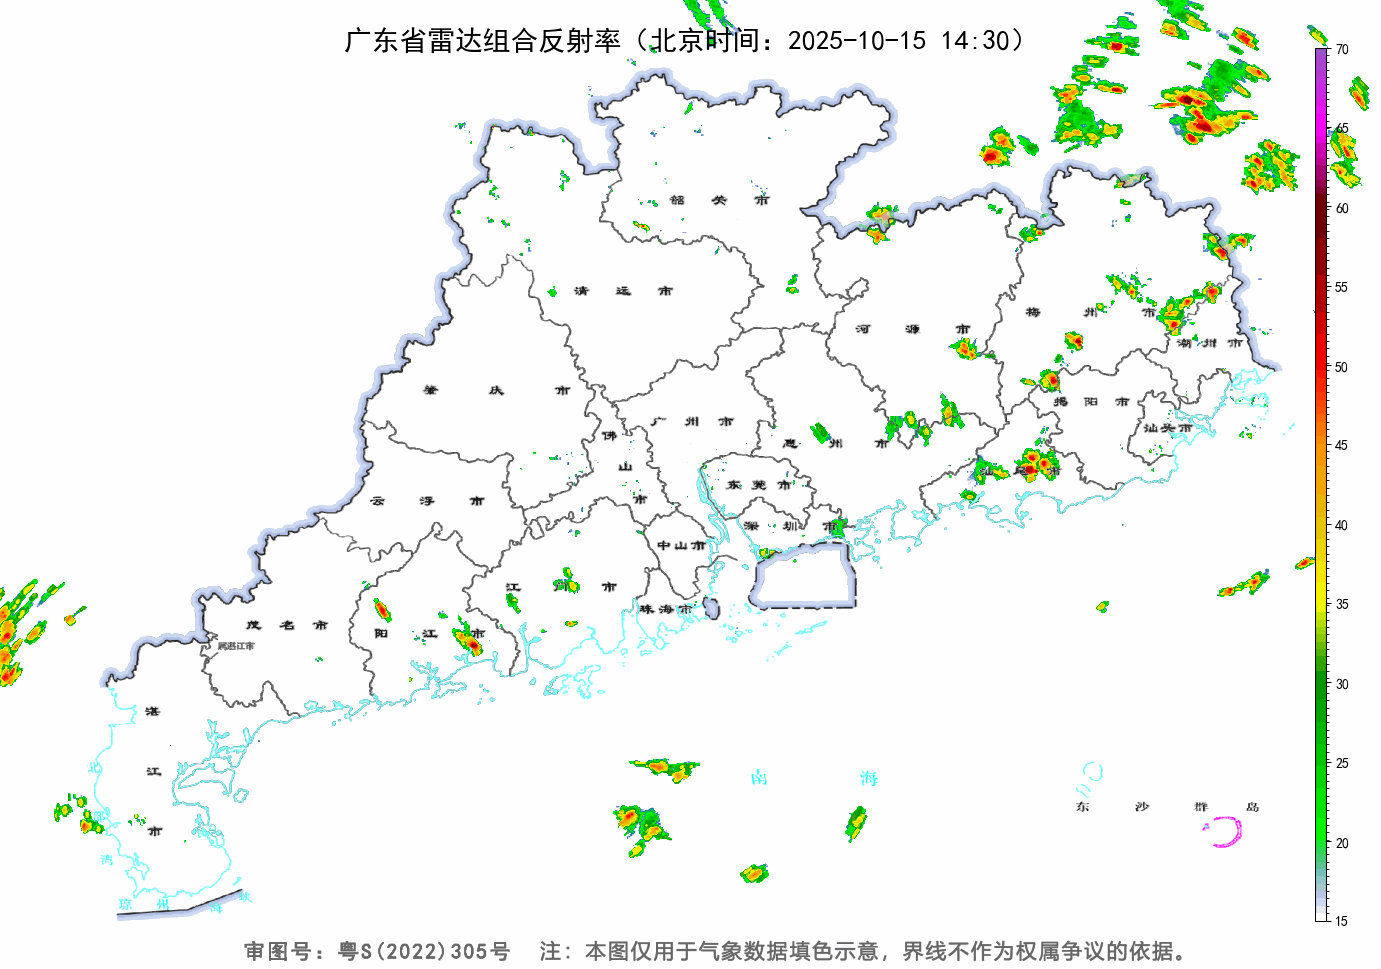 广东省雷达组合反射率（北京时间：2025-10-15 14:30）
70
65
60
55
50
45
40
35
30
25
20
15
韶关市
清远市
河源市
梅州市
潮州市
肇庆市
广州市
揭阳市
佛山市
惠州市
汕头市
汕尾市
云浮市
东莞市
深圳市
中山市
江门市
珠海市
茂名市
阳江市
属湛江市
湛江市
北部湾
南海
东沙群岛
琼州海峡
审图号：粤S(2022)305号 注：本图仅用于气象数据填色示意，界线不作为权属争议的依据。